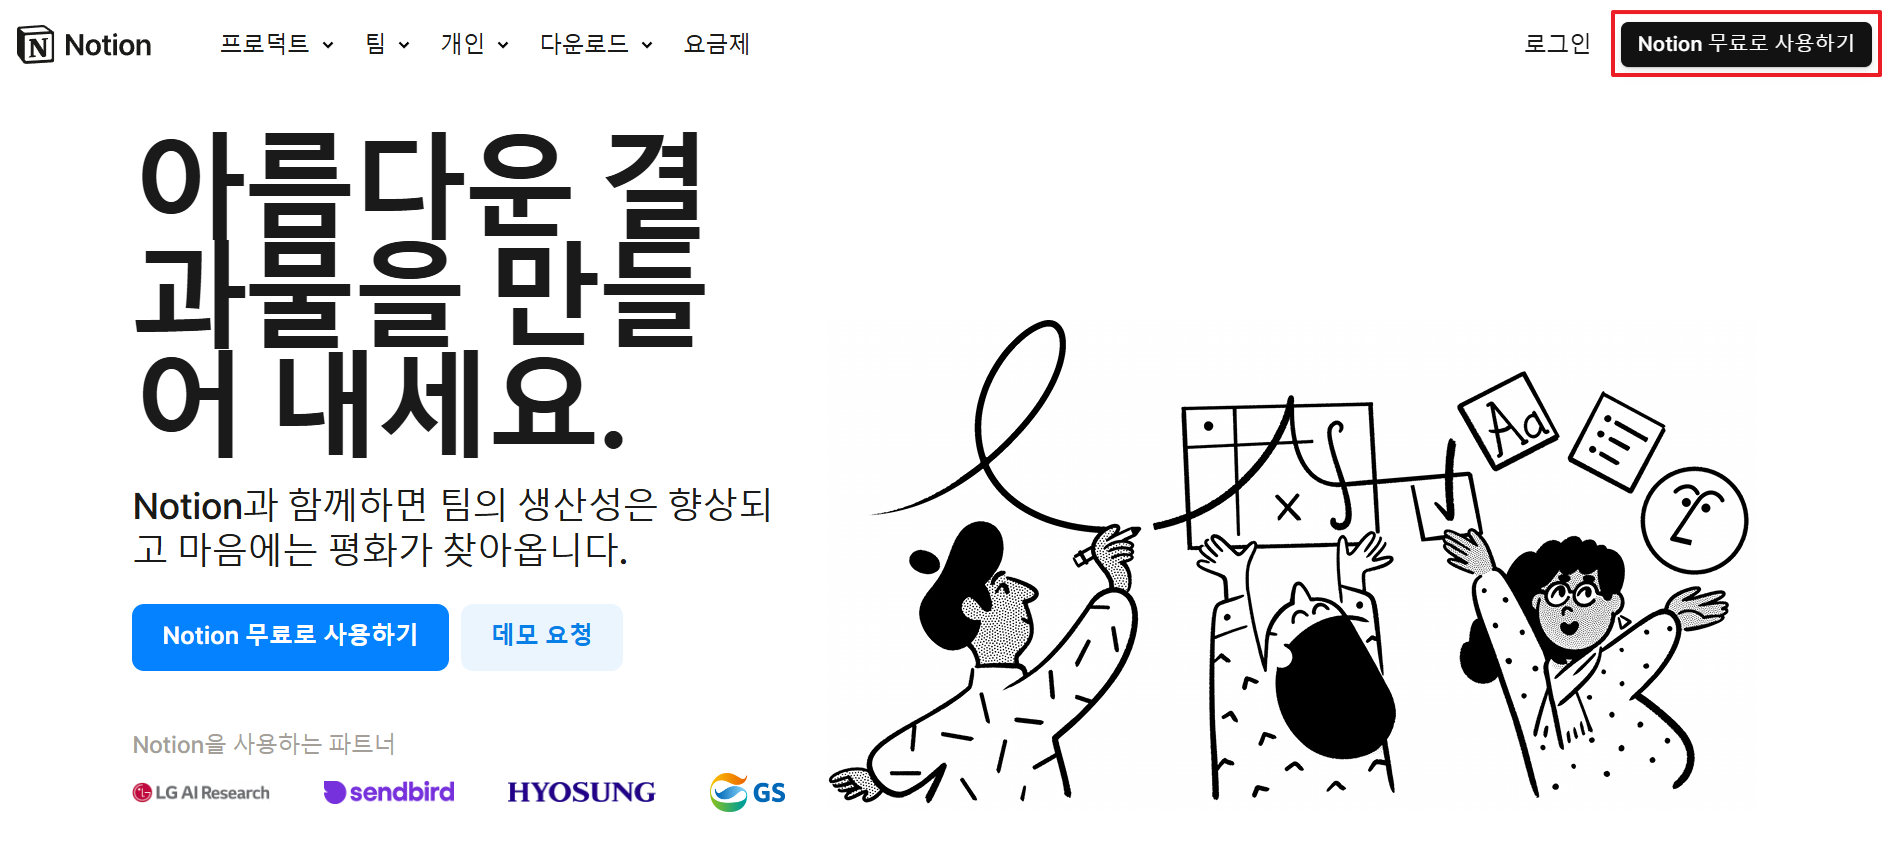 Notion 프로덕트 팀 개인 다운로드 요금제 로그인 Notion 무료로 사용하기
아름다운 결
과물을 만들
어 내세요.
Notion과 함께하면 팀의 생산성은 향상되
고 마음에는 평화가 찾아옵니다.
Notion 무료로 사용하기 데모 요청
Notion을 사용하는 파트너
LG AI Research sendbird HYOSUNG GS
Aa
x